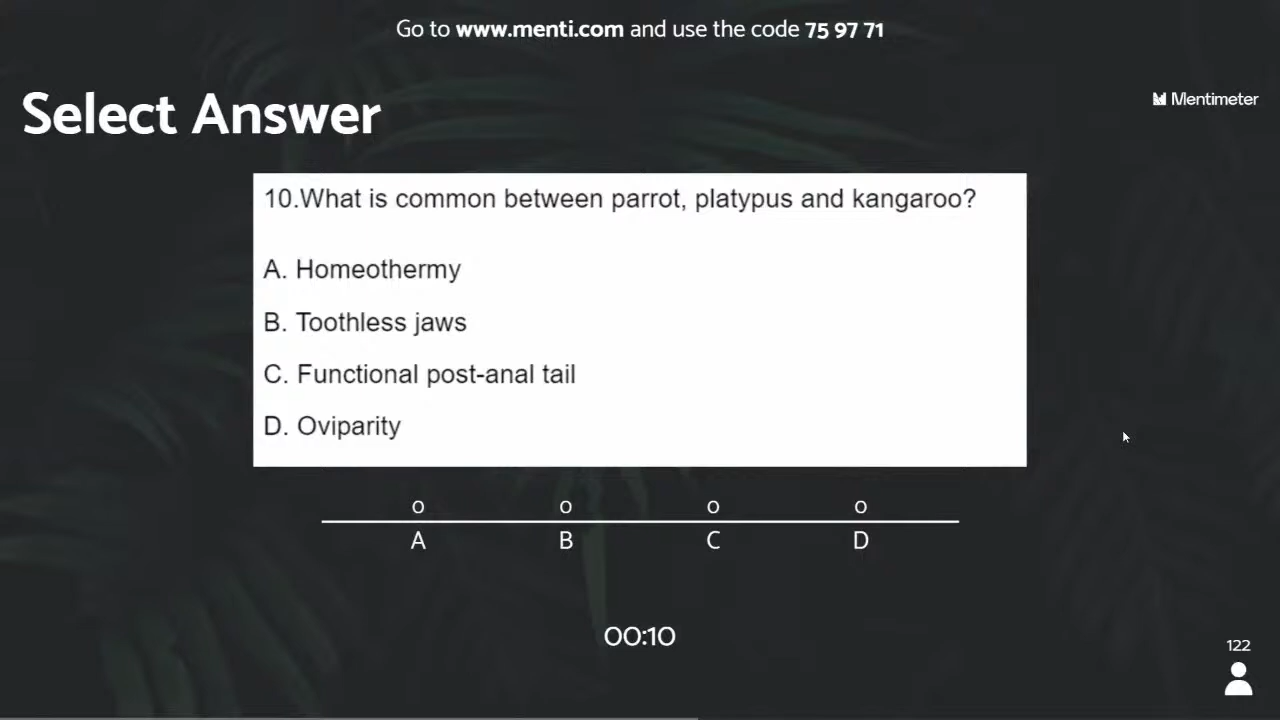 Go to www.menti.com and use the code 75 97 71
Select Answer
Mentimeter
10.What is common between parrot, platypus and kangaroo?
A. Homeothermy
B. Toothless jaws
C. Functional post-anal tail
D. Oviparity
0 0 0 0
A B C D
00:10
122